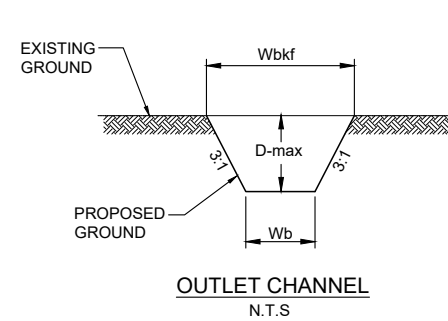 Wbkf
EXISTING
GROUND
D-max
3:1
3:1
PROPOSED
GROUND
Wb
OUTLET CHANNEL
N.T.S